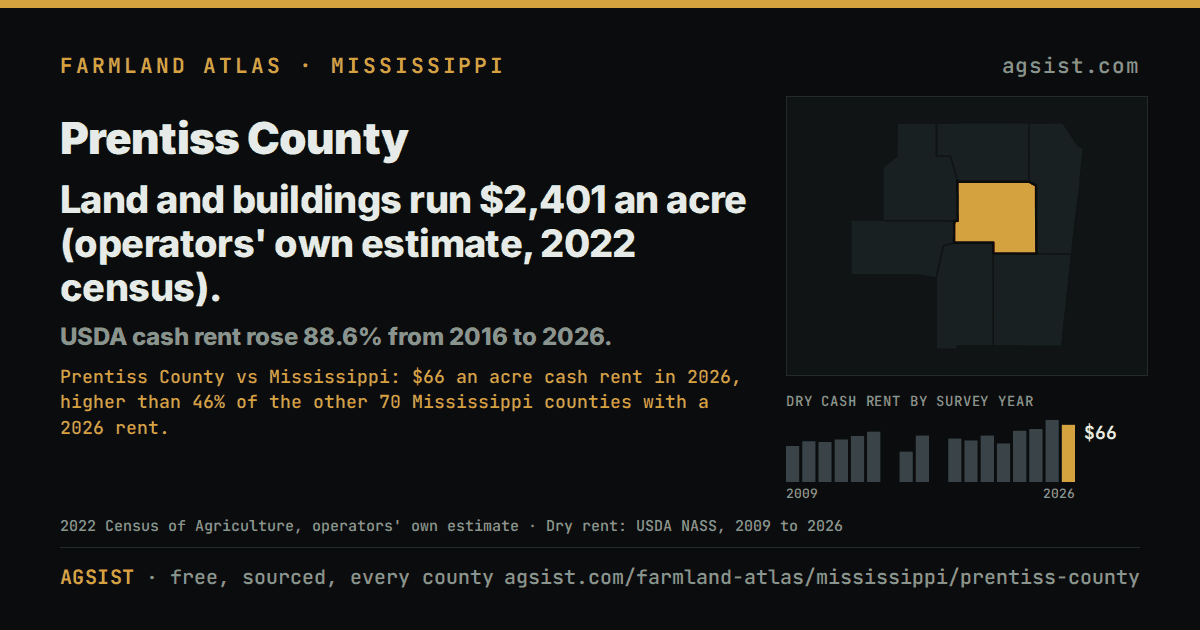 FARMLAND ATLAS · MISSISSIPPI
agsist.com
Prentiss County
Land and buildings run $2,401 an acre
(operators' own estimate, 2022
census).
USDA cash rent rose 88.6% from 2016 to 2026.
Prentiss County vs Mississippi: $66 an acre cash rent in 2026,
higher than 46% of the other 70 Mississippi counties with a
2026 rent.
DRY CASH RENT BY SURVEY YEAR
$66
2009
2026
2022 Census of Agriculture, operators' own estimate · Dry rent: USDA NASS, 2009 to 2026
AGSIST · free, sourced, every county
agsist.com/farmland-atlas/mississippi/prentiss-county